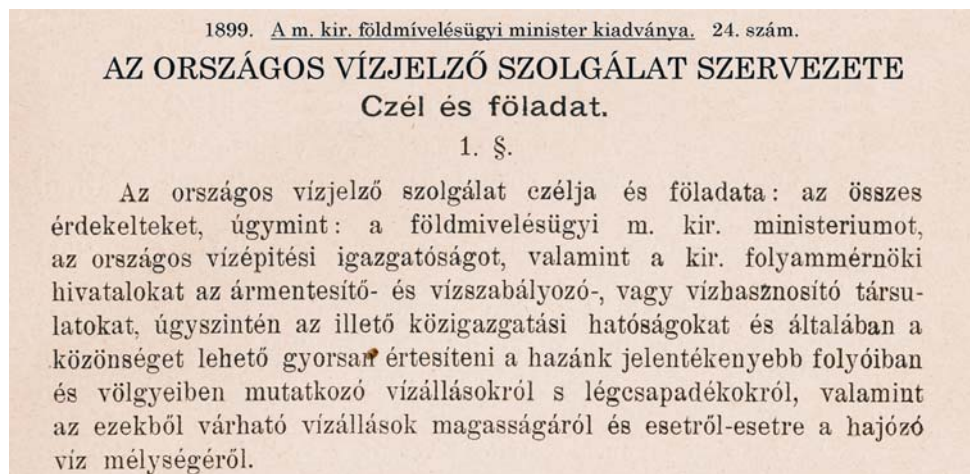 1899. A m. kir. földmívelésügyi minister kiadványa. 24. szám.
AZ ORSZÁGOS VÍZJELZŐ SZOLGÁLAT SZERVEZETE
Czél és föladat.
1. §.
Az országos vízjelző szolgálat czélja és föladata: az összes
érdekelteket, úgymint: a földmivelésügyi m. kir. ministeriumot,
az országos vízépitési igazgatóságot, valamint a kir. folyammérnöki
hivatalokat az ármentesítő- és vízszabályozó-, vagy vízhasznosító társu-
latokat, úgyszintén az illető közigazgatási hatóságokat és általában a
közönséget lehető gyorsan értesíteni a hazánk jelentékenyebb folyóiban
és völgyeiben mutatkozó vízállásokról s légcsapadékokról, valamint
az ezekből várható vízállások magasságáról és esetről-esetre a hajózó
víz mélységéről.